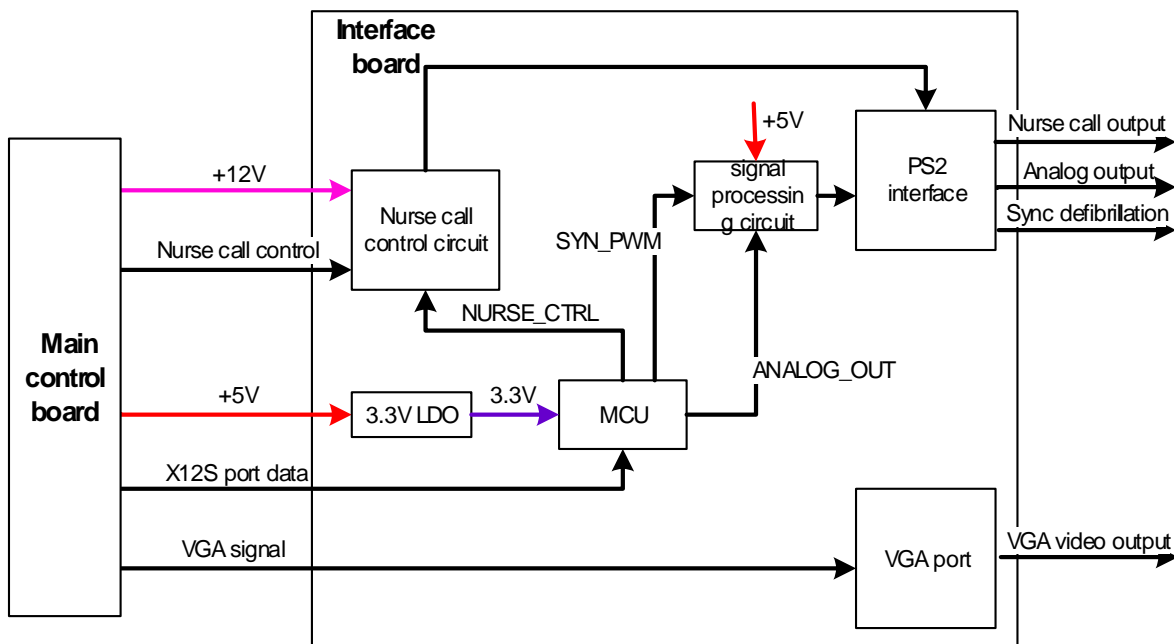 Interface
board
Nurse call output
+5V
+12V
signal
processin
g circuit
PS2
interface
Analog output
Nurse call
control circuit
Sync defibrillation
SYN_PWM
Nurse call control
NURSE_CTRL
Main
control
board
ANALOG_OUT
+5V
3.3V LDO
3.3V
MCU
X12S port data
VGA signal
VGA port
VGA video output